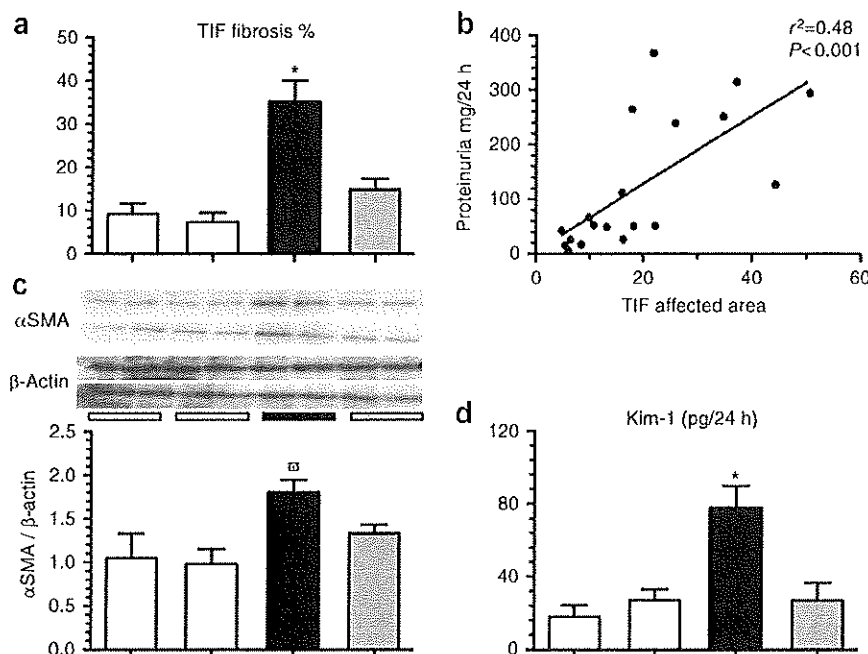 a
TIF fibrosis %
50
40
30
20
10
0
b
r²=0.48
P<0.001
Proteinuria mg/24 h
400
300
200
100
0
0
20
40
60
TIF affected area
c
αSMA
β-Actin
αSMA / β-actin
2.5
2.0
1.5
1.0
0.5
0.0
¤
d
Kim-1 (pg/24 h)
120
80
40
0
*
*